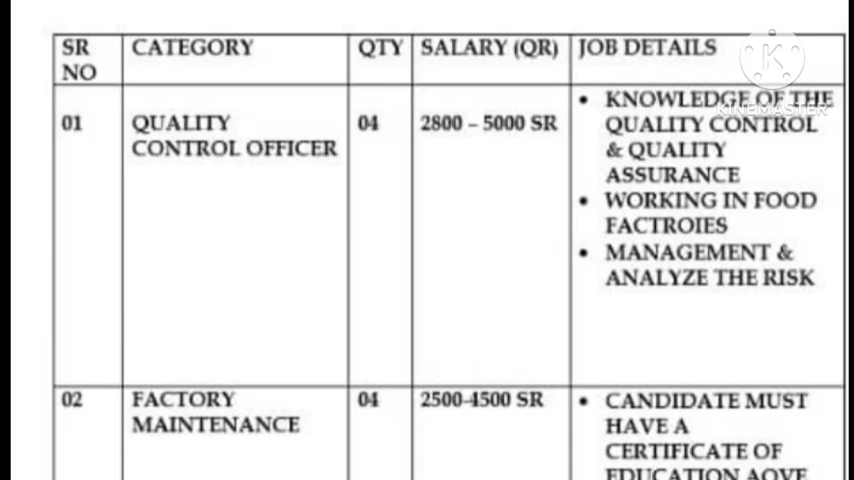 SR NO
CATEGORY
QTY
SALARY (QR)
JOB DETAILS
01
QUALITY
CONTROL OFFICER
04
2800 – 5000 SR
• KNOWLEDGE OF THE
QUALITY CONTROL
& QUALITY
ASSURANCE
• WORKING IN FOOD
FACTROIES
• MANAGEMENT &
ANALYZE THE RISK
02
FACTORY
MAINTENANCE
04
2500-4500 SR
• CANDIDATE MUST
HAVE A
CERTIFICATE OF
EDUCATION AOVE
K
KINEMASTER